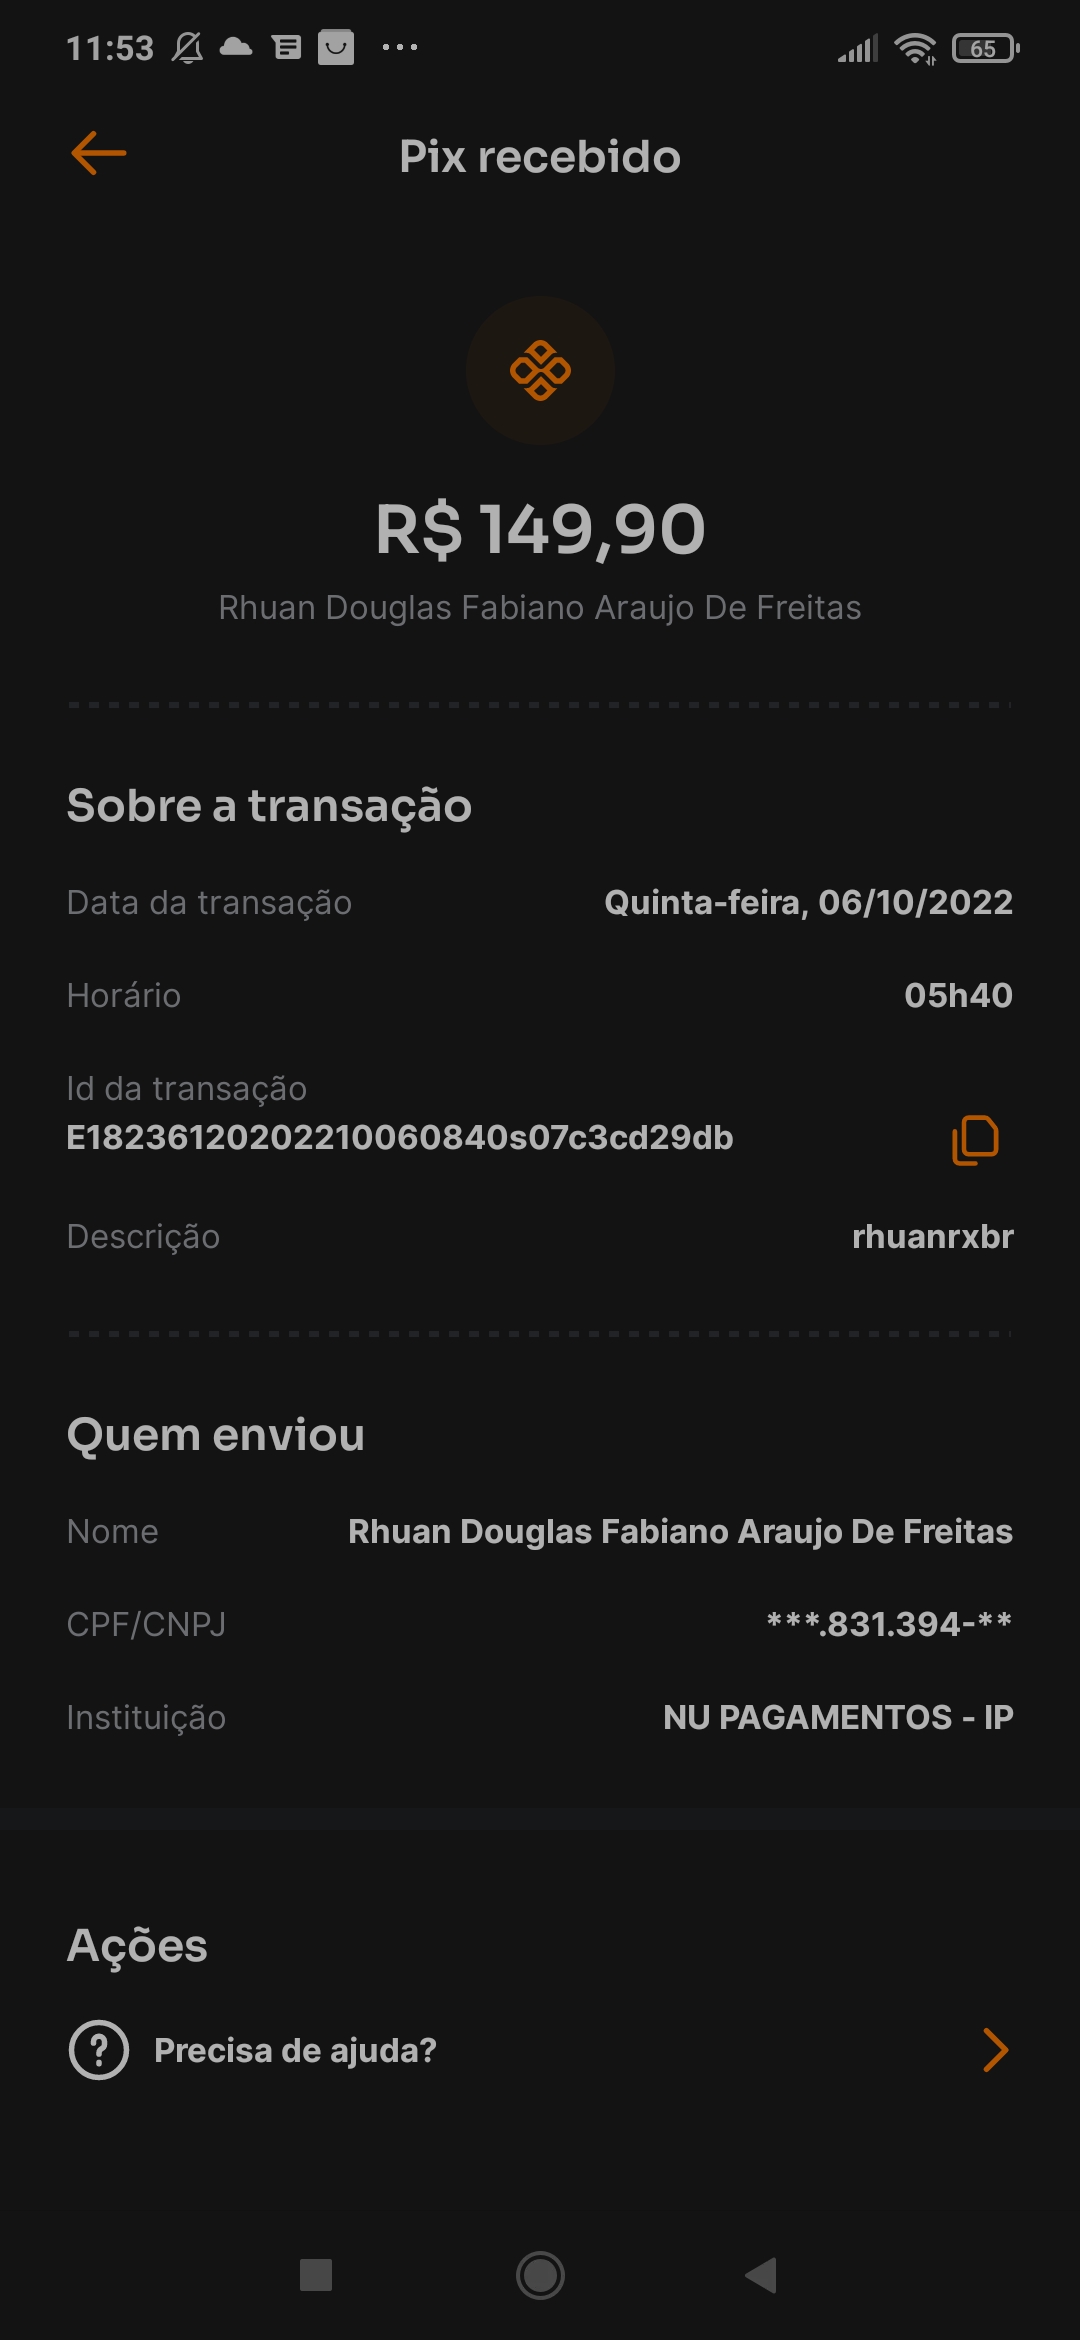 11:53
65
Pix recebido
R$ 149,90
Rhuan Douglas Fabiano Araujo De Freitas
Sobre a transação
Data da transação Quinta-feira, 06/10/2022
Horário 05h40
Id da transação
E18236120202210060840s07c3cd29db
Descrição rhuanrxbr
Quem enviou
Nome Rhuan Douglas Fabiano Araujo De Freitas
CPF/CNPJ ***.831.394-**
Instituição NU PAGAMENTOS - IP
Ações
Precisa de ajuda?